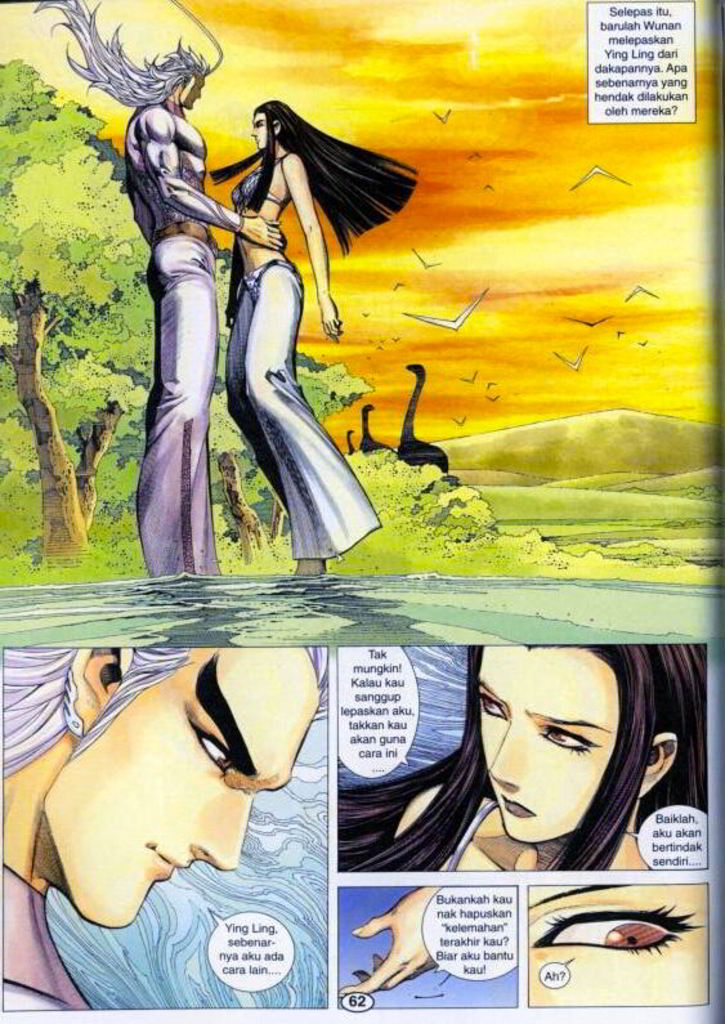 Selepas itu,
barulah Wunan
melepaskan
Ying Ling dari
dakapannya. Apa
sebenarnya yang
hendak dilakukan
oleh mereka?
Ying Ling,
sebenar-
nya aku ada
cara lain....
Tak
mungkin!
Kalau kau
sanggup
lepaskan aku,
takkan kau
akan guna
cara ini
....
Baiklah,
aku akan
bertindak
sendiri....
Bukankah kau
nak hapuskan
"kelemahan"
terakhir kau?
Biar aku bantu
kau!
Ah?
62